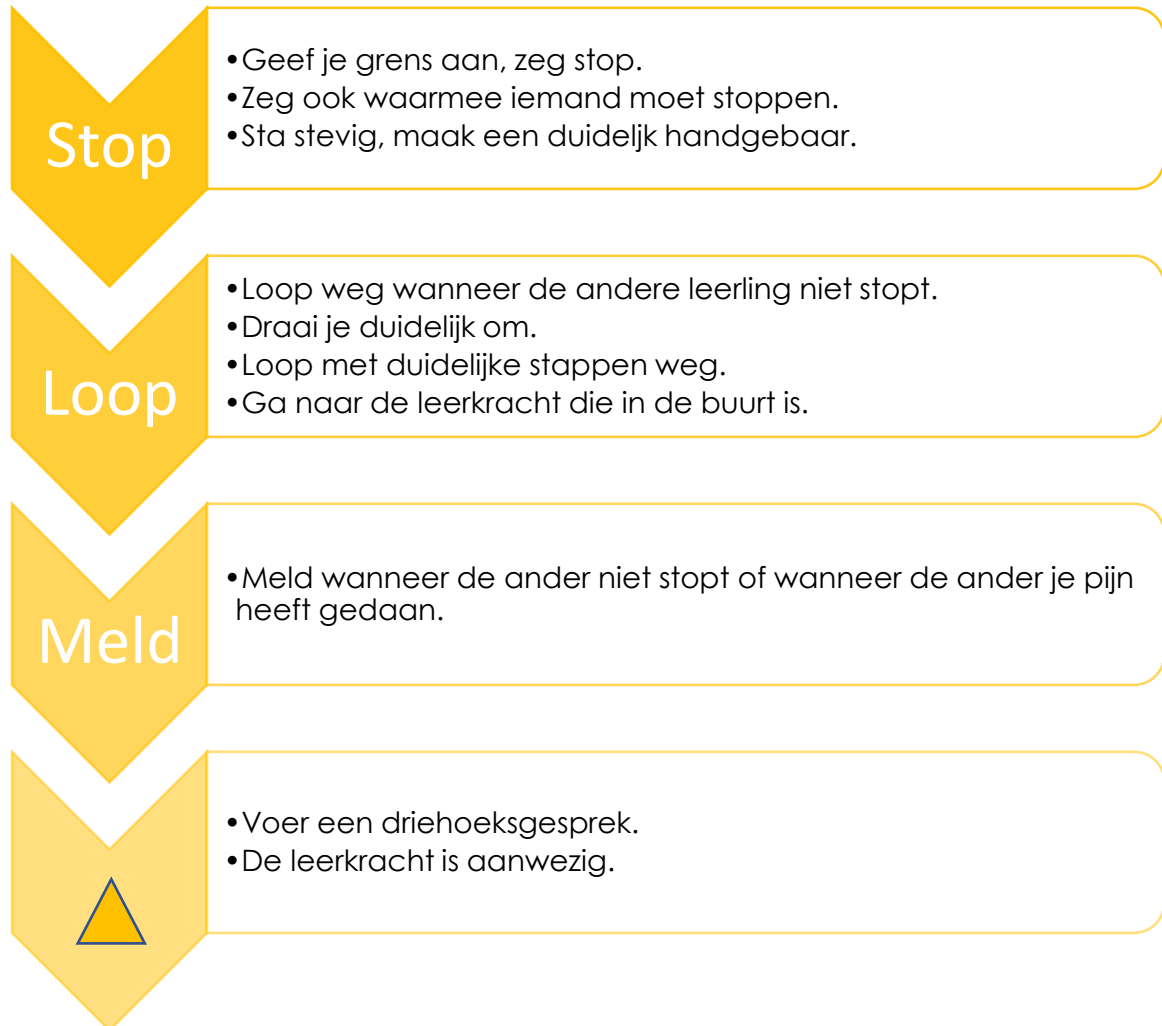 Stop
•Geef je grens aan, zeg stop.
•Zeg ook waarmee iemand moet stoppen.
•Sta stevig, maak een duideljk handgebaar.
Loop
•Loop weg wanneer de andere leerling niet stopt.
•Draai je duidelijk om.
•Loop met duidelijke stappen weg.
•Ga naar de leerkracht die in de buurt is.
Meld
•Meld wanneer de ander niet stopt of wanneer de ander je pijn
heeft gedaan.
•Voer een driehoeksgesprek.
•De leerkracht is aanwezig.